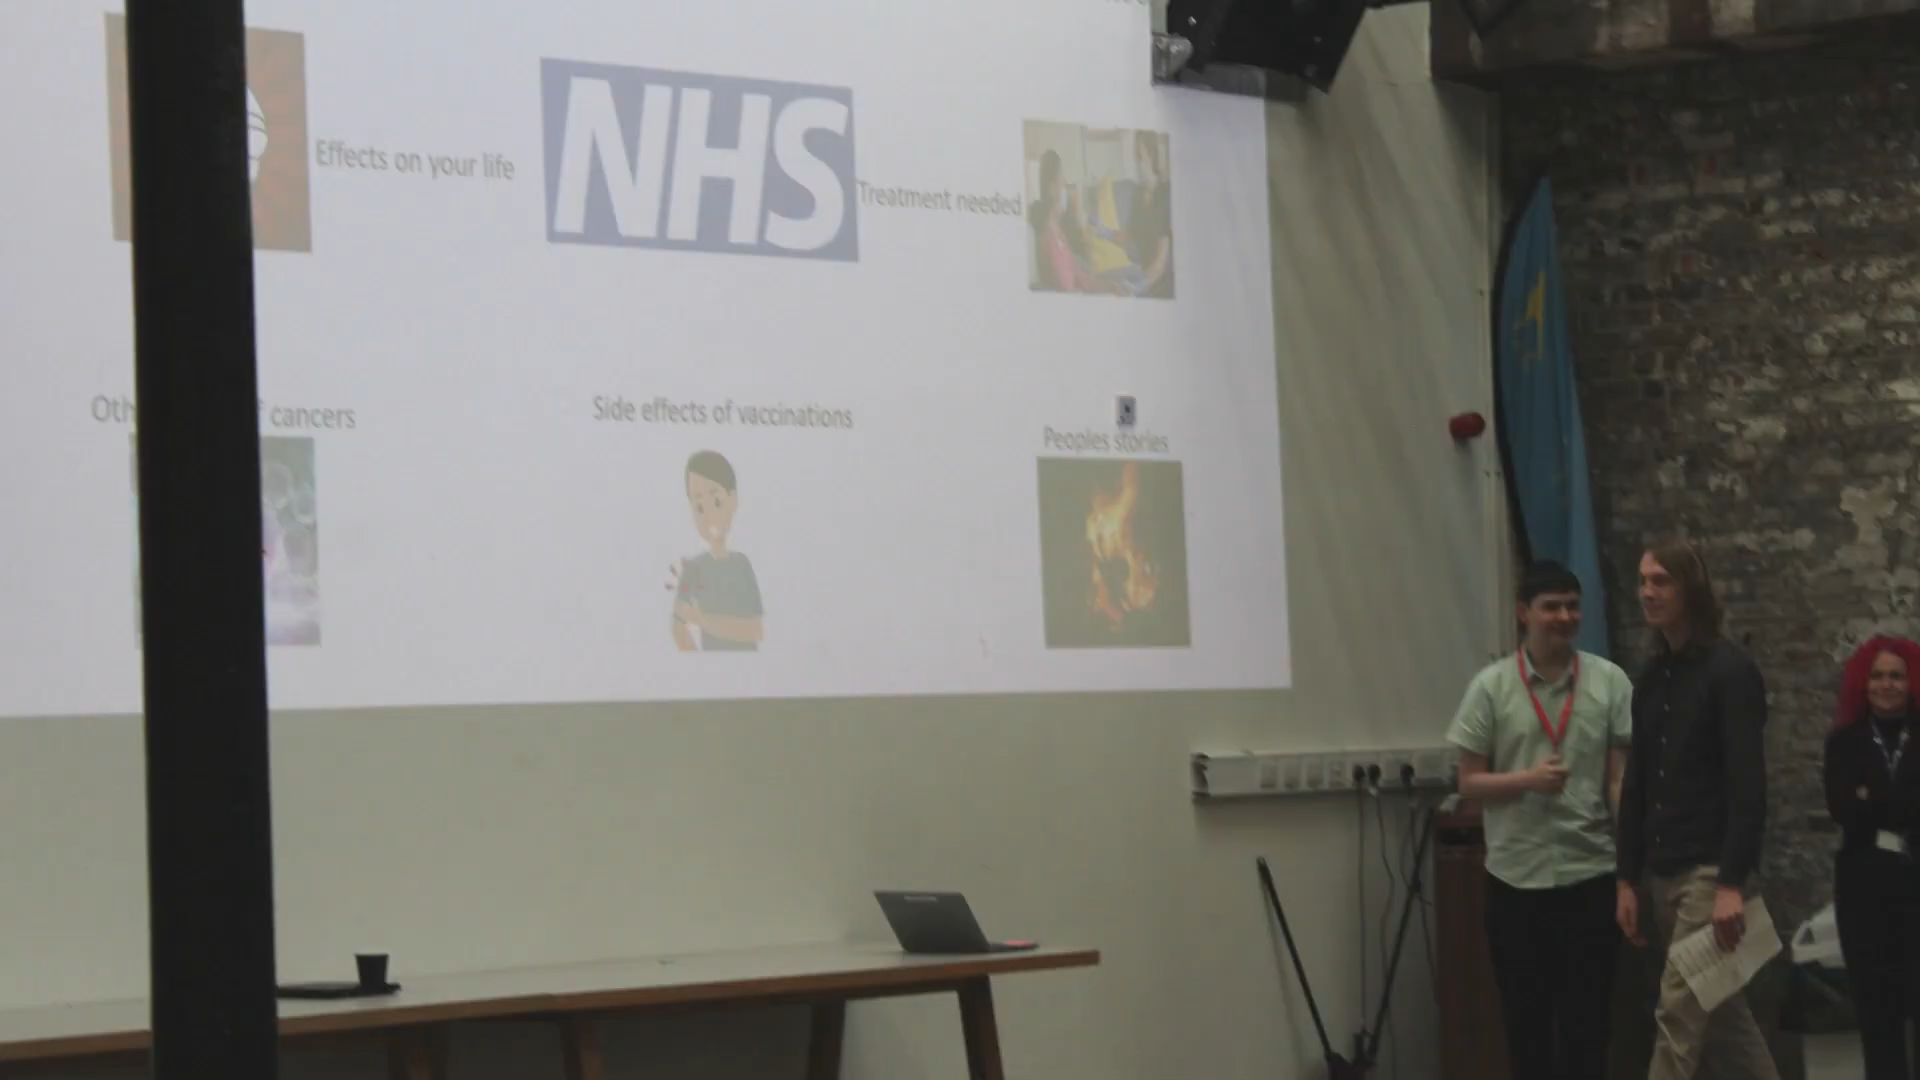 Effects on your life
NHS
Treatment needed
cancers
Side effects of vaccinations
Peoples stories